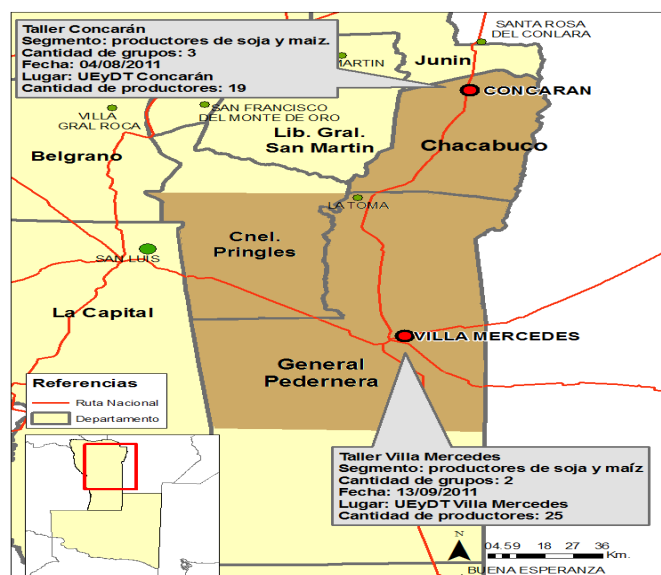 Taller Concarán
Segmento: productores de soja y maiz.
Cantidad de grupos: 3
Fecha: 04/08/2011
Lugar: UEyDT Concarán
Cantidad de productores: 19
SANTA ROSA
DEL CONLARA
MARTIN
Junin
CONCARAN
VILLA
GRAL ROCA
SAN FRANCISCO
DEL MONTE DE ORO
Lib. Gral.
San Martin
Chacabuco
Belgrano
LA TOMA
Cnel.
Pringles
SAN LUIS
La Capital
VILLA MERCEDES
General
Pedernera
Referencias
Ruta Nacional
Departamento
Taller Villa Mercedes
Segmento: productores de soja y maíz
Cantidad de grupos: 2
Fecha: 13/09/2011
Lugar: UEyDT Villa Mercedes
Cantidad de productores: 25
N
04.59 18 27 36
Km.
BUENA ESPERANZA